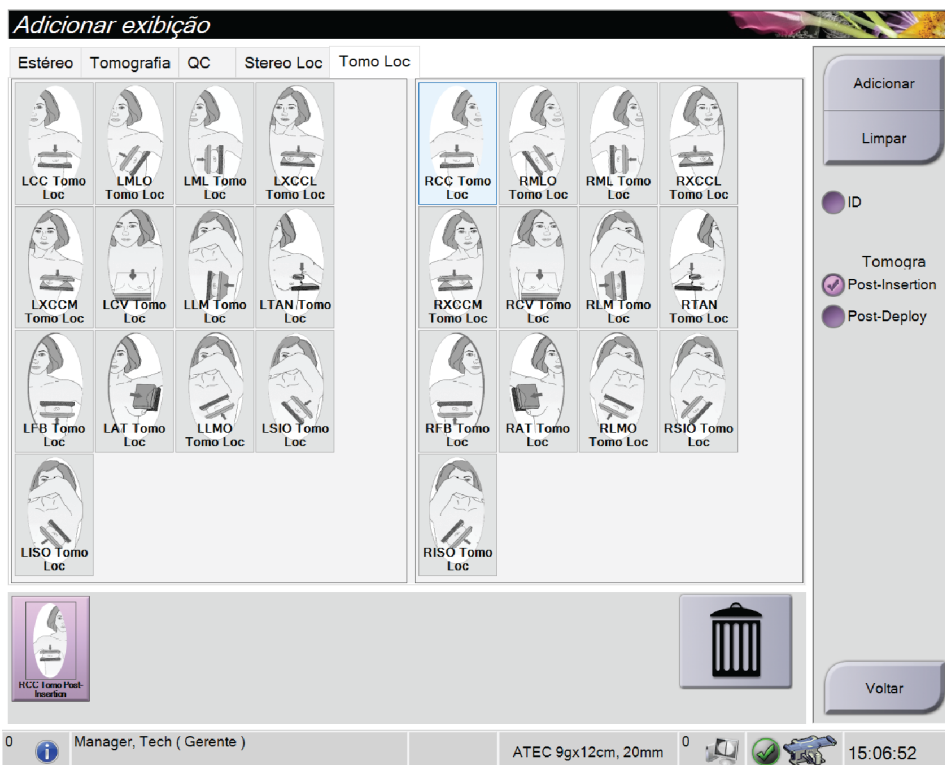 Adicionar exibição
Estéreo
Tomografia
QC
Stereo Loc
Tomo Loc
LCC Tomo
Loc
LMLO
Tomo Loc
LML Tomo
Loc
LXCCL
Tomo Loc
RCC Tomo
Loc
RMLO
Tomo Loc
RML Tomo
Loc
RXCCL
Tomo Loc
LXCCM
Tomo Loc
LCV Tomo
Loc
LLM Tomo
Loc
LTAN Tomo
Loc
RXCCM
Tomo Loc
RCV Tomo
Loc
RLM Tomo
Loc
RTAN
Tomo Loc
LFB Tomo
Loc
LAT Tomo
Loc
LLMO
Tomo Loc
LSIO Tomo
Loc
RFB Tomo
Loc
RAT Tomo
Loc
RLMO
Tomo Loc
RSIO Tomo
Loc
LISO Tomo
Loc
RISO Tomo
Loc
Adicionar
Limpar
ID
Tomogra
Post-Insertion
Post-Deploy
RCC Tomo Post-
Insertion
Voltar
0
Manager, Tech ( Gerente )
ATEC 9gx12cm, 20mm
0
15:06:52